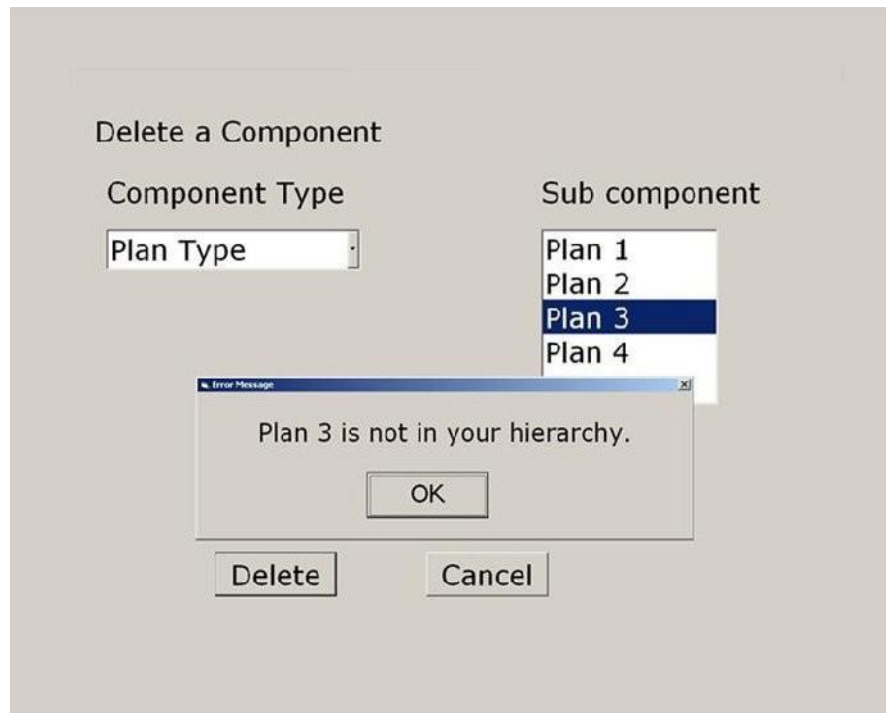 Delete a Component
Component Type
Sub component
Plan Type
Plan 1
Plan 2
Plan 3
Plan 4
Error Message
Plan 3 is not in your hierarchy.
OK
Delete
Cancel